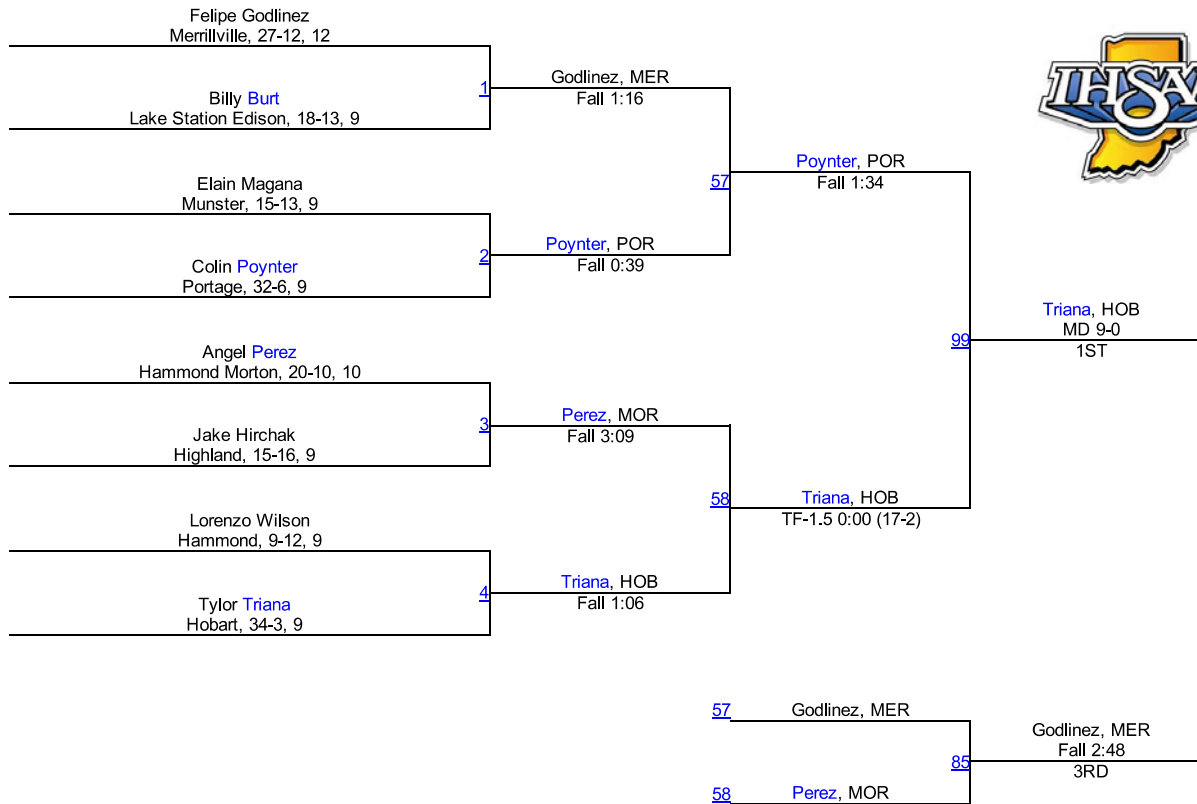 Felipe Godlinez
Merrillville, 27-12, 12
Billy Burt
Lake Station Edison, 18-13, 9
1
Godlinez, MER
Fall 1:16
Elain Magana
Munster, 15-13, 9
Colin Poynter
Portage, 32-6, 9
2
Poynter, POR
Fall 0:39
57
Poynter, POR
Fall 1:34
Angel Perez
Hammond Morton, 20-10, 10
Jake Hirchak
Highland, 15-16, 9
3
Perez, MOR
Fall 3:09
Lorenzo Wilson
Hammond, 9-12, 9
Tylor Triana
Hobart, 34-3, 9
4
Triana, HOB
Fall 1:06
58
Triana, HOB
TF-1.5 0:00 (17-2)
99
Triana, HOB
MD 9-0
1ST
IHSAA
57
Godlinez, MER
58
Perez, MOR
85
Godlinez, MER
Fall 2:48
3RD